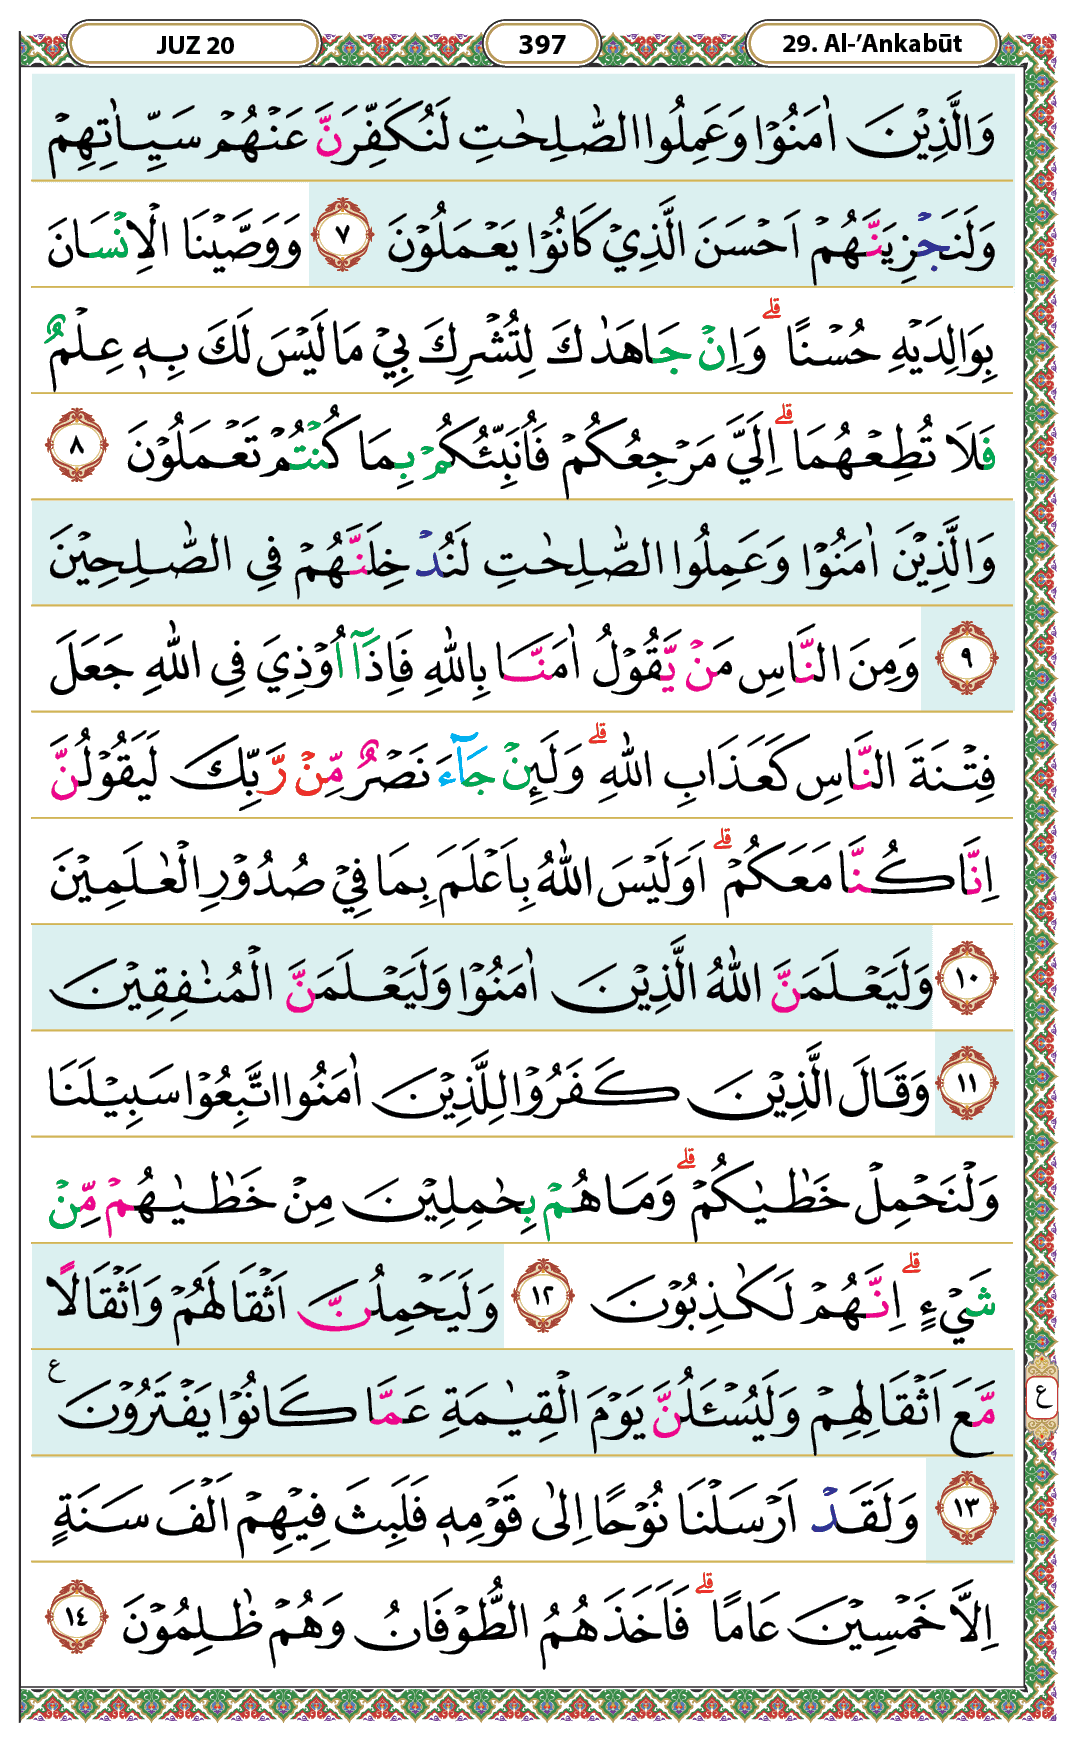 JUZ 20
397
29. Al-’Ankabūt
وَالَّذِيْنَ اٰمَنُوْا وَعَمِلُوا الصّٰلِحٰتِ لَنُكَفِّرَنَّ عَنْهُمْ سَيِّاٰتِهِمْ
وَلَنَجْزِيَنَّهُمْ اَحْسَنَ الَّذِيْ كَانُوْا يَعْمَلُوْنَ ٧ وَوَصَّيْنَا الْاِنْسَانَ
بِوَالِدَيْهِ حُسْنًا ۗ وَاِنْ جَاهَدٰكَ لِتُشْرِكَ بِيْ مَا لَيْسَ لَكَ بِهٖ عِلْمٌ
فَلَا تُطِعْهُمَا ۗ اِلَيَّ مَرْجِعُكُمْ فَاُنَبِّئُكُمْ بِمَا كُنْتُمْ تَعْمَلُوْنَ ٨
وَالَّذِيْنَ اٰمَنُوْا وَعَمِلُوا الصّٰلِحٰتِ لَنُدْخِلَنَّهُمْ فِى الصّٰلِحِيْنَ
٩ وَمِنَ النَّاسِ مَنْ يَّقُوْلُ اٰمَنَّا بِاللّٰهِ فَاِذَآ اُوْذِيَ فِى اللّٰهِ جَعَلَ
فِتْنَةَ النَّاسِ كَعَذَابِ اللّٰهِ ۗ وَلَىِٕنْ جَاۤءَ نَصْرٌ مِّنْ رَّبِّكَ لَيَقُوْلُنَّ
اِنَّا كُنَّا مَعَكُمْ ۗ اَوَلَيْسَ اللّٰهُ بِاَعْلَمَ بِمَا فِيْ صُدُوْرِ الْعٰلَمِيْنَ
١٠ وَلَيَعْلَمَنَّ اللّٰهُ الَّذِيْنَ اٰمَنُوْا وَلَيَعْلَمَنَّ الْمُنٰفِقِيْنَ
١١ وَقَالَ الَّذِيْنَ كَفَرُوْا لِلَّذِيْنَ اٰمَنُوا اتَّبِعُوْا سَبِيْلَنَا
وَلْنَحْمِلْ خَطٰيٰكُمْ ۗ وَمَا هُمْ بِحٰمِلِيْنَ مِنْ خَطٰيٰهُمْ مِّنْ
شَيْءٍ ۗ اِنَّهُمْ لَكٰذِبُوْنَ ١٢ وَلَيَحْمِلُنَّ اَثْقَالَهُمْ وَاَثْقَالًا
مَّعَ اَثْقَالِهِمْ وَلَيُسْـَٔلُنَّ يَوْمَ الْقِيٰمَةِ عَمَّا كَانُوْا يَفْتَرُوْنَ ع
ع
١٣ وَلَقَدْ اَرْسَلْنَا نُوْحًا اِلٰى قَوْمِهٖ فَلَبِثَ فِيْهِمْ اَلْفَ سَنَةٍ
اِلَّا خَمْسِيْنَ عَامًا ۗ فَاَخَذَهُمُ الطُّوْفَانُ وَهُمْ ظٰلِمُوْنَ ١٤